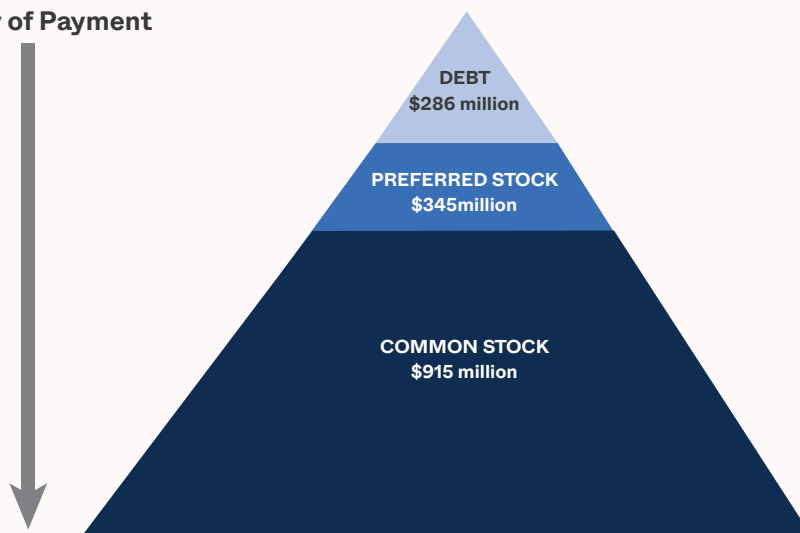 of Payment
DEBT
$286 million
PREFERRED STOCK
$345million
COMMON STOCK
$915 million